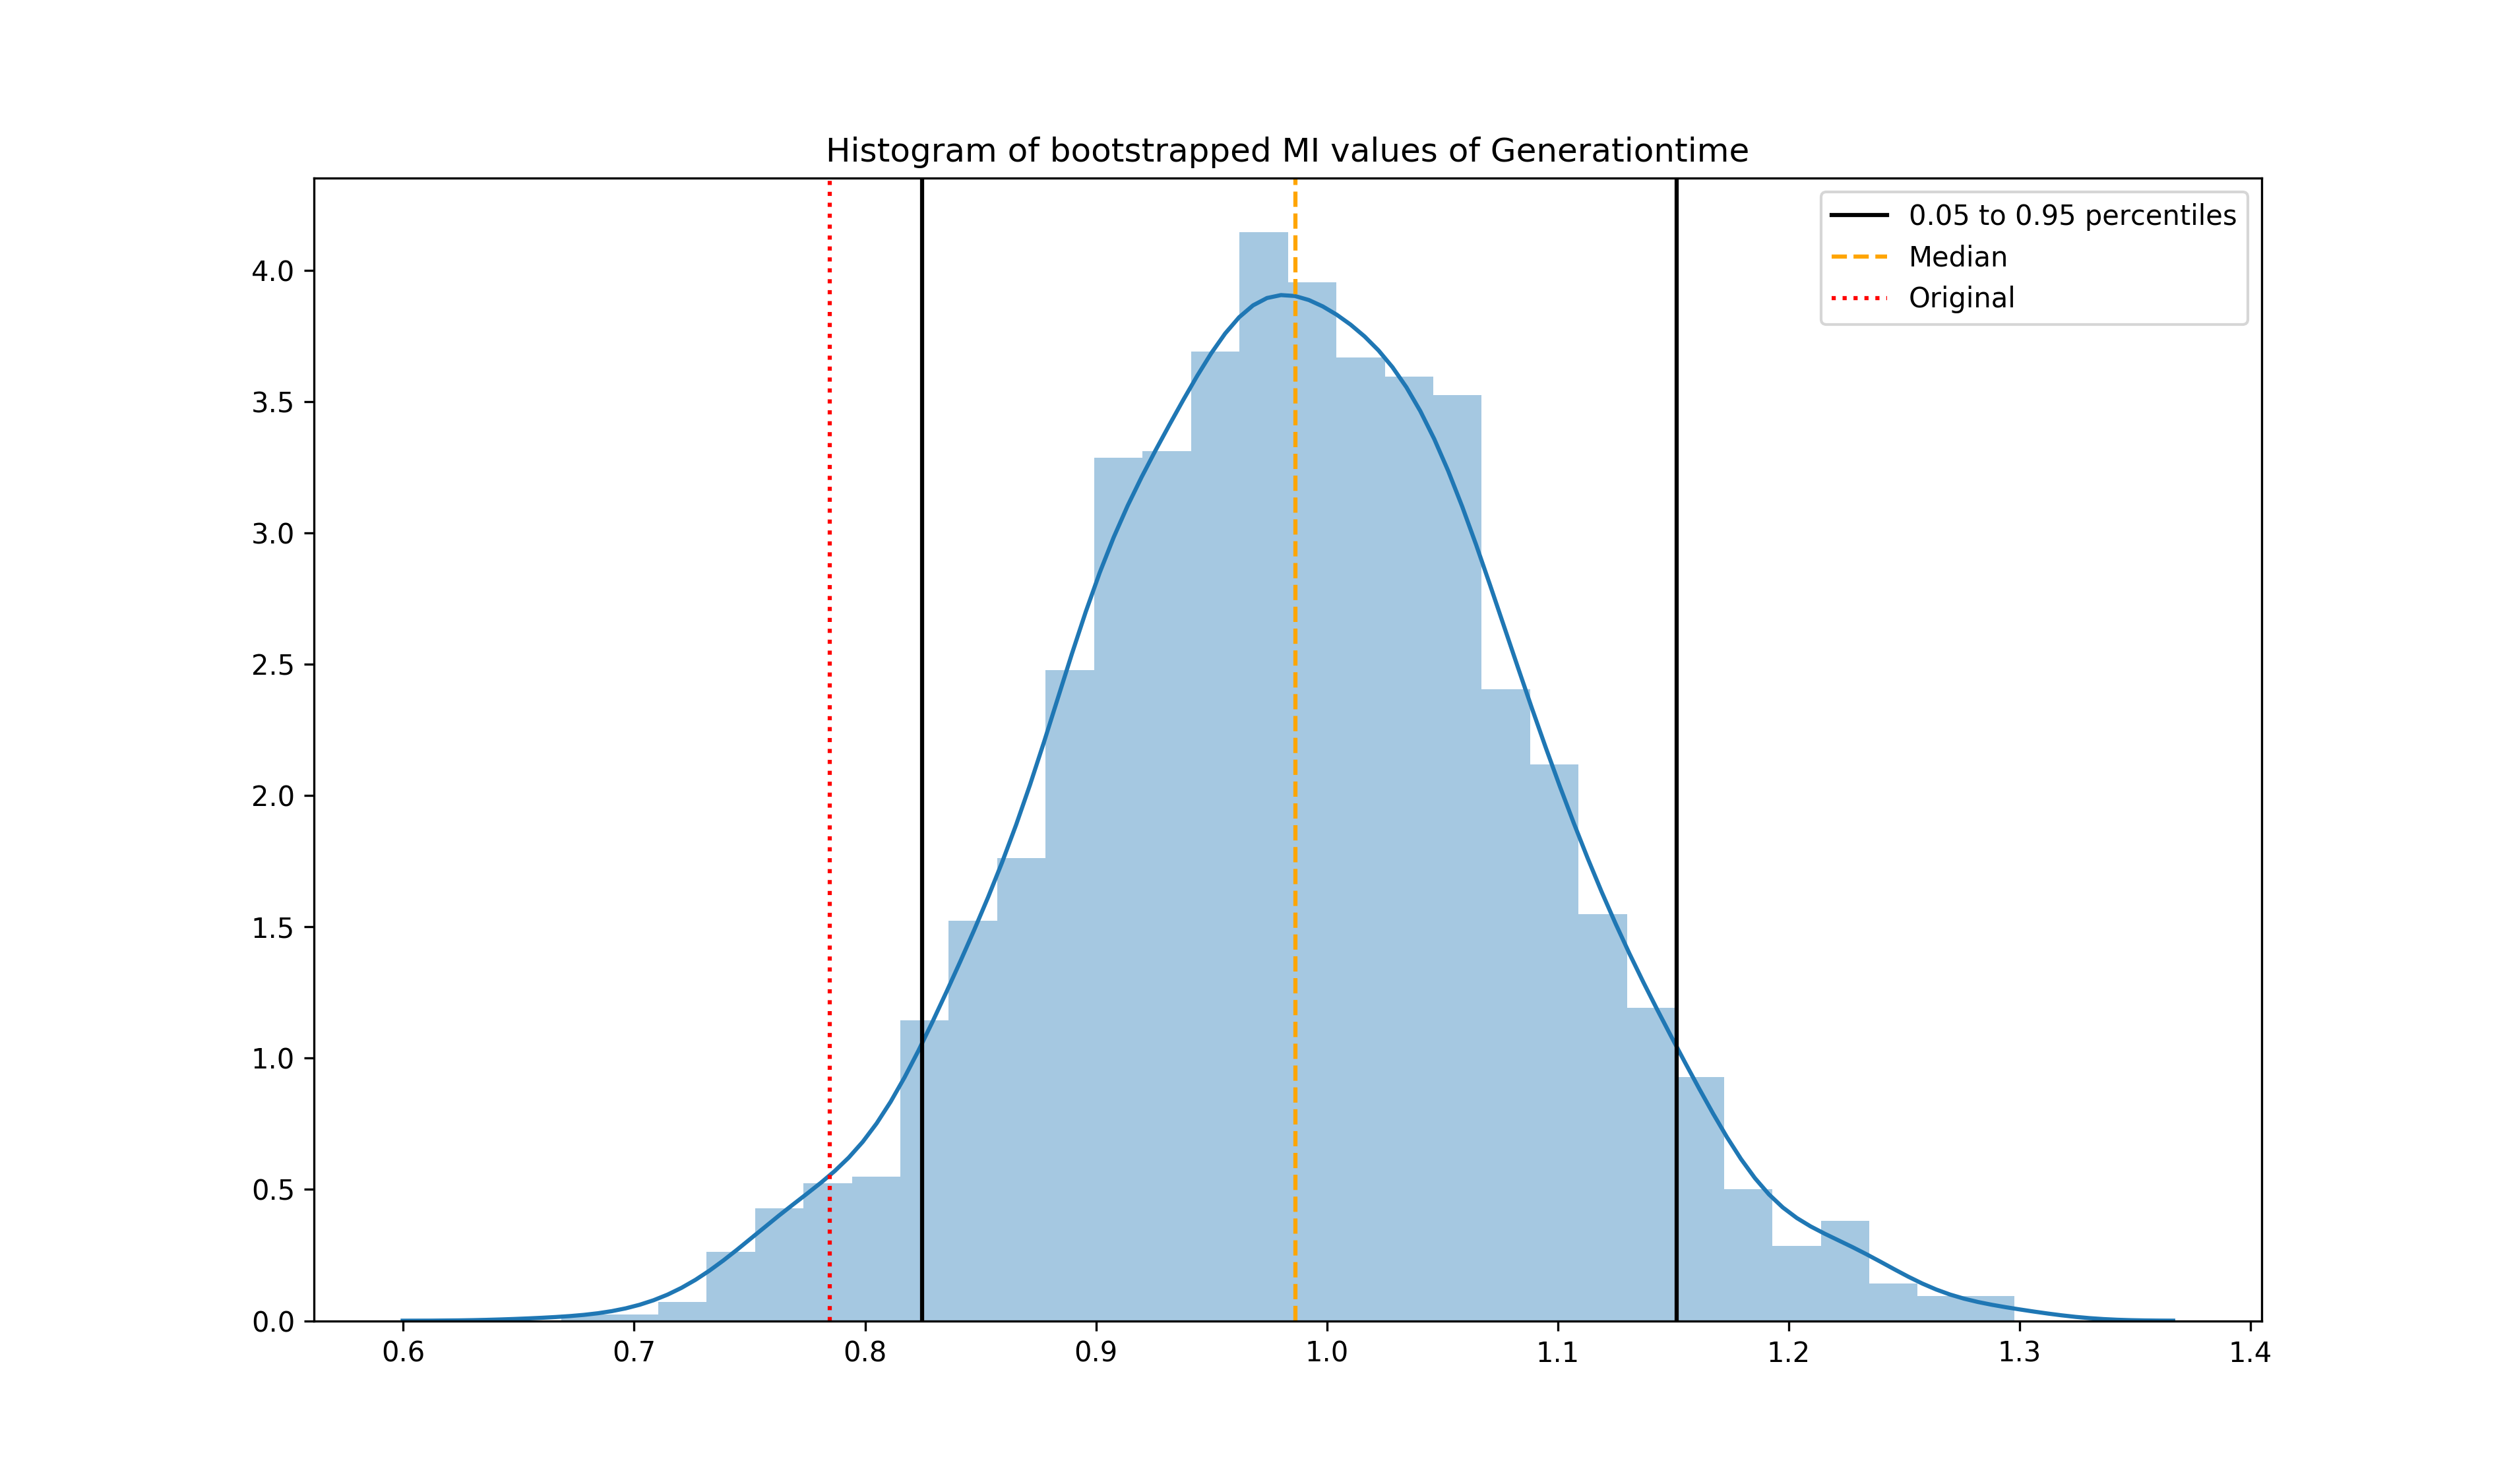 Histogram of bootstrapped MI values of Generationtime
0.05 to 0.95 percentiles
Median
Original
4.0
3.5
3.0
2.5
2.0
1.5
1.0
0.5
0.0
0.6 0.7 0.8 0.9 1.0 1.1 1.2 1.3 1.4